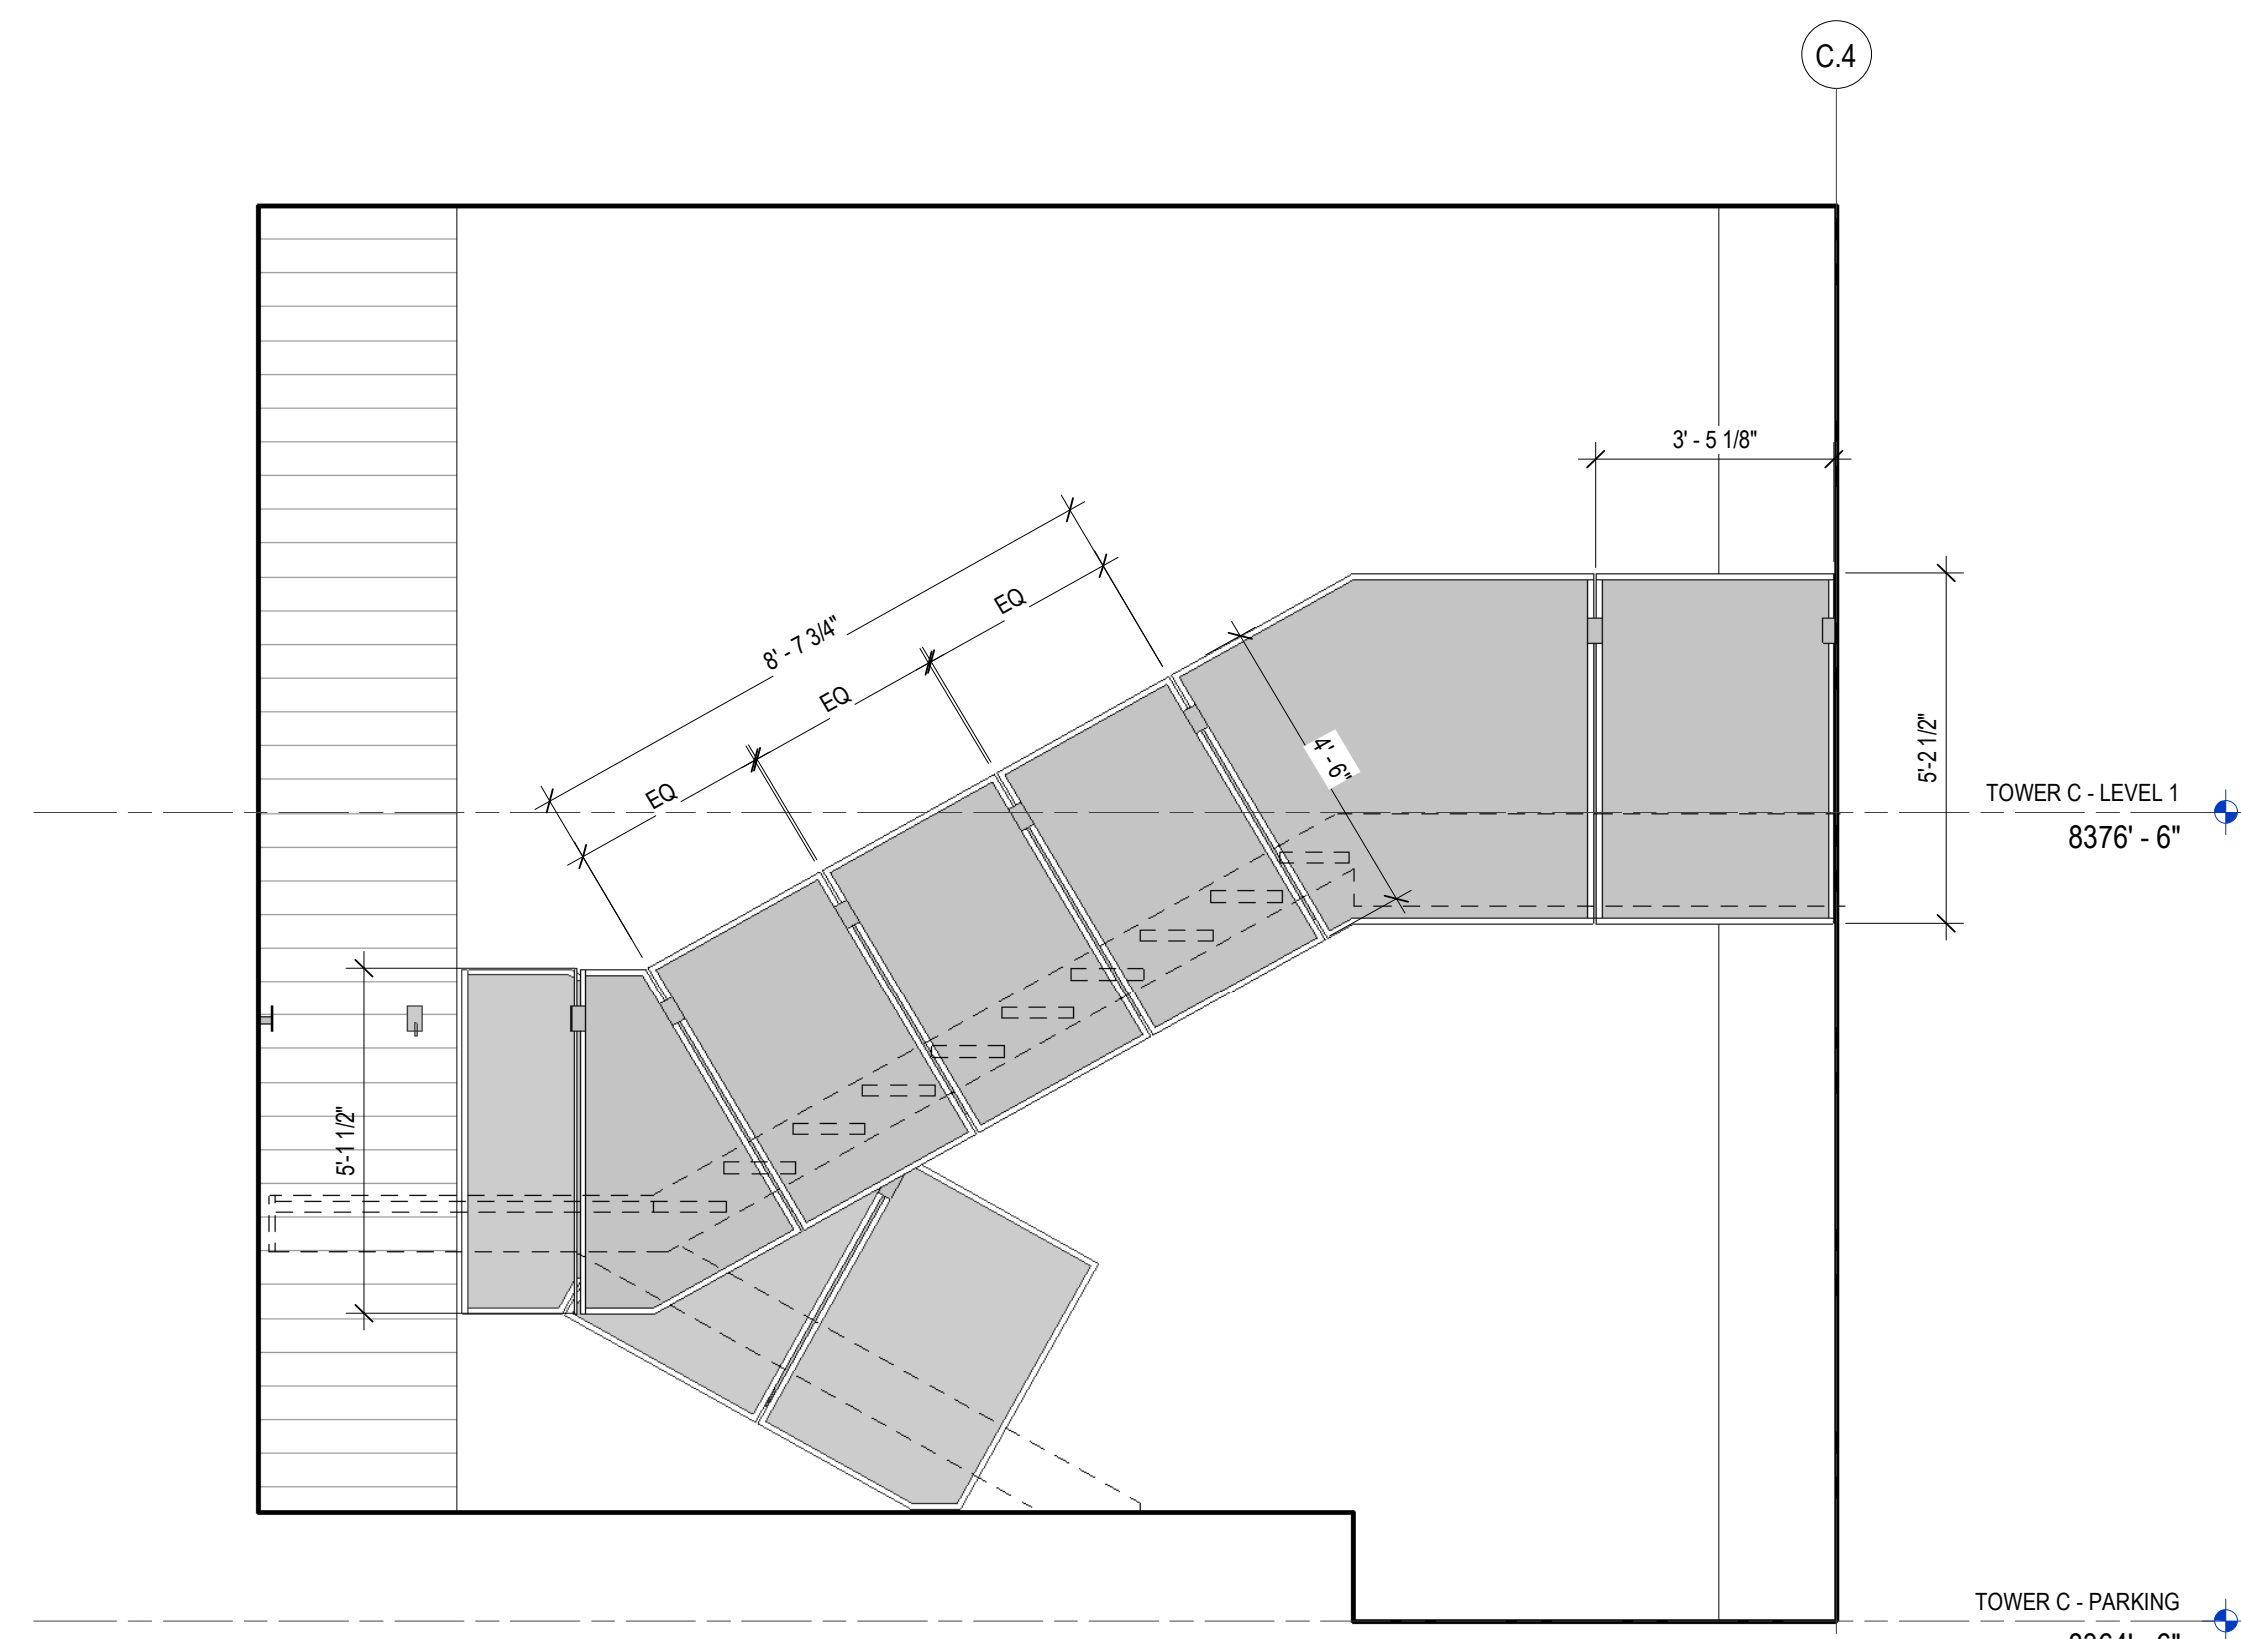 C.4
3' - 5 1/8"
8' - 7 3/4"
EQ
EQ
EQ
4' - 6"
5'-2 1/2"
TOWER C - LEVEL 1
8376' - 6"
5'-1 1/2"
TOWER C - PARKING